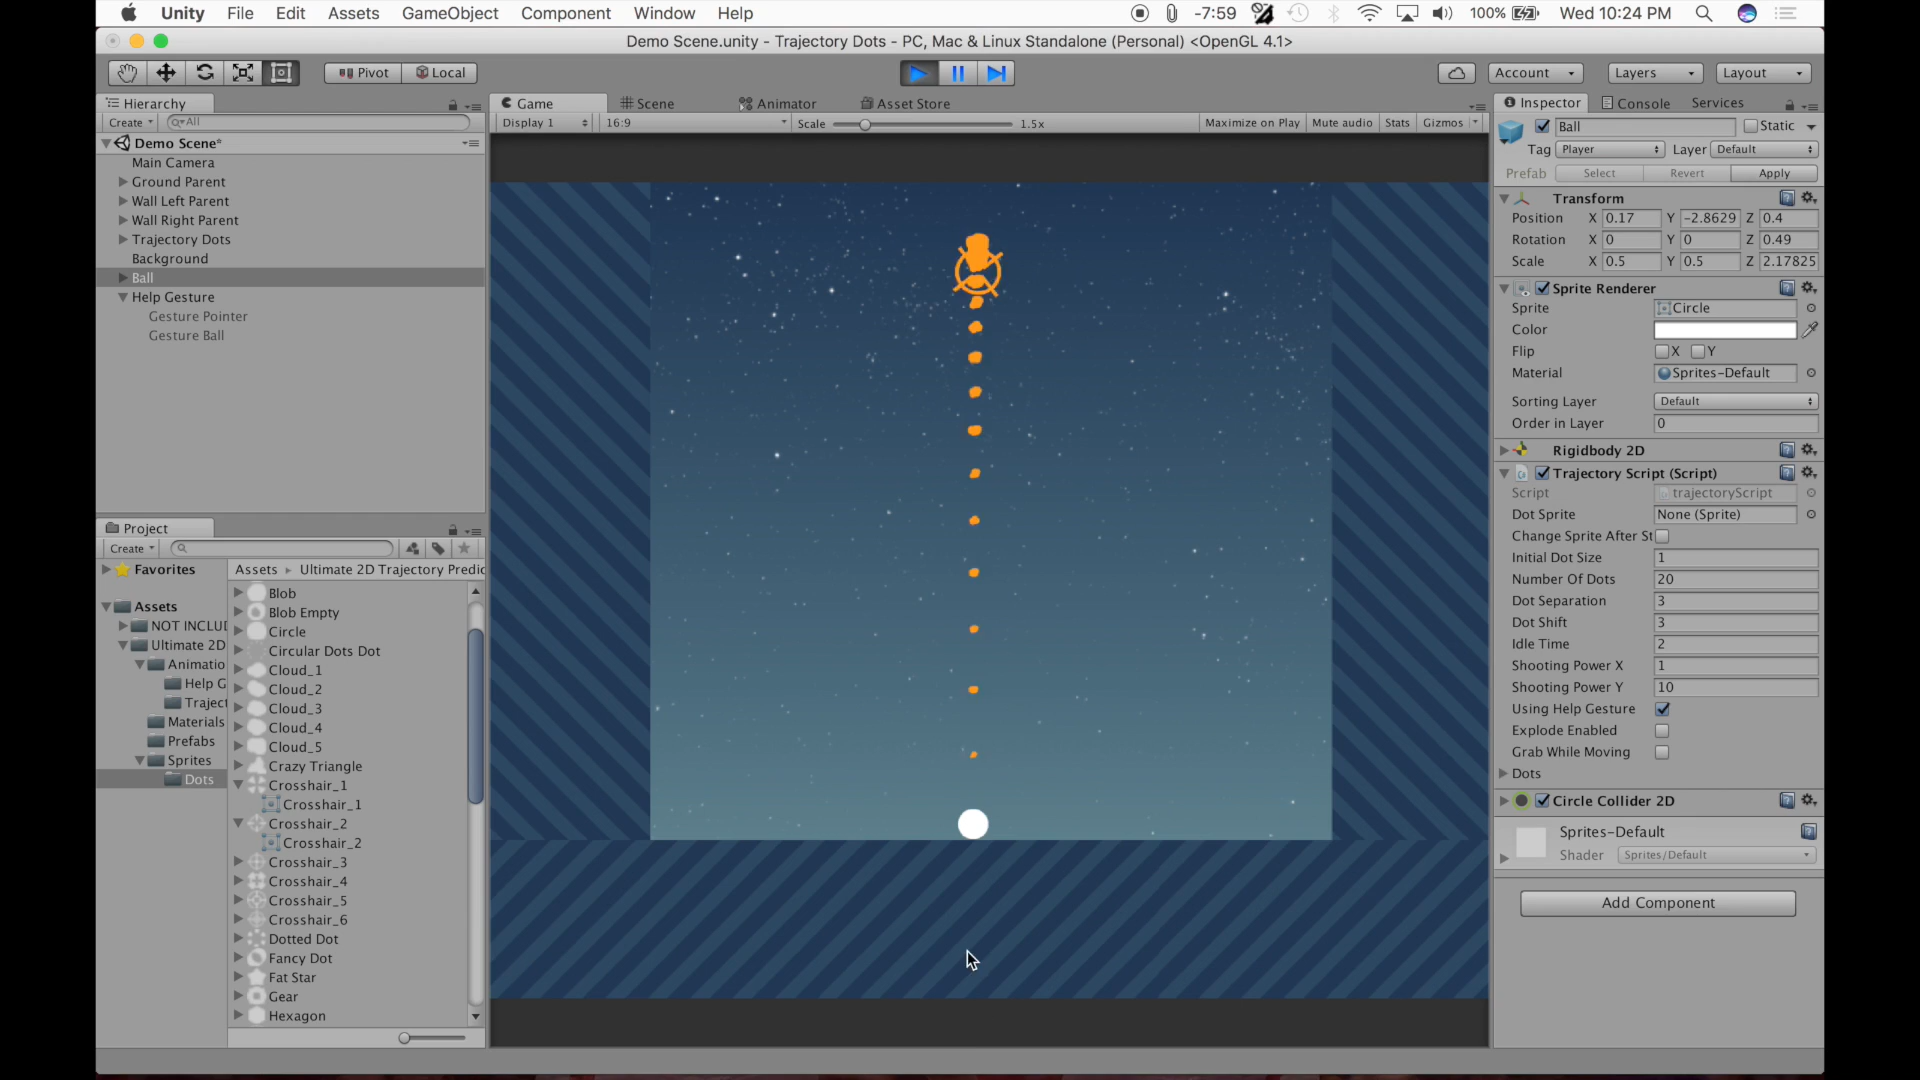 Unity File Edit Assets GameObject Component Window Help -7:59 100% Wed 10:24 PM
Demo Scene.unity - Trajectory Dots - PC, Mac & Linux Standalone (Personal) <OpenGL 4.1>
Pivot Local Account Layers Layout
Hierarchy
Create All
Demo Scene*
Main Camera
Ground Parent
Wall Left Parent
Wall Right Parent
Trajectory Dots
Background
Ball
Help Gesture
Gesture Pointer
Gesture Ball
Project
Create
Favorites
Assets
NOT INCLU
Ultimate 2D
Animatio
Help G
Traject
Materials
Prefabs
Sprites
Dots
Assets Ultimate 2D Trajectory Predic
Blob
Blob Empty
Circle
Circular Dots Dot
Cloud_1
Cloud_2
Cloud_3
Cloud_4
Cloud_5
Crazy Triangle
Crosshair_1
Crosshair_1
Crosshair_2
Crosshair_2
Crosshair_3
Crosshair_4
Crosshair_5
Crosshair_6
Dotted Dot
Fancy Dot
Fat Star
Gear
Hexagon
Game Scene Animator Asset Store
Display 1 16:9 Scale 1.5x Maximize on Play Mute audio Stats Gizmos
Inspector Console Services
Ball Static
Tag Player Layer Default
Prefab Select Revert Apply
Transform
Position X 0.17 Y -2.8629 Z 0.4
Rotation X 0 Y 0 Z 0.49
Scale X 0.5 Y 0.5 Z 2.17825
Sprite Renderer
Sprite Circle
Color
Flip X Y
Material Sprites-Default
Sorting Layer Default
Order in Layer 0
Rigidbody 2D
Trajectory Script (Script)
Script trajectoryScript
Dot Sprite None (Sprite)
Change Sprite After St
Initial Dot Size 1
Number Of Dots 20
Dot Separation 3
Dot Shift 3
Idle Time 2
Shooting Power X 1
Shooting Power Y 10
Using Help Gesture
Explode Enabled
Grab While Moving
Dots
Circle Collider 2D
Sprites-Default
Shader Sprites/Default
Add Component